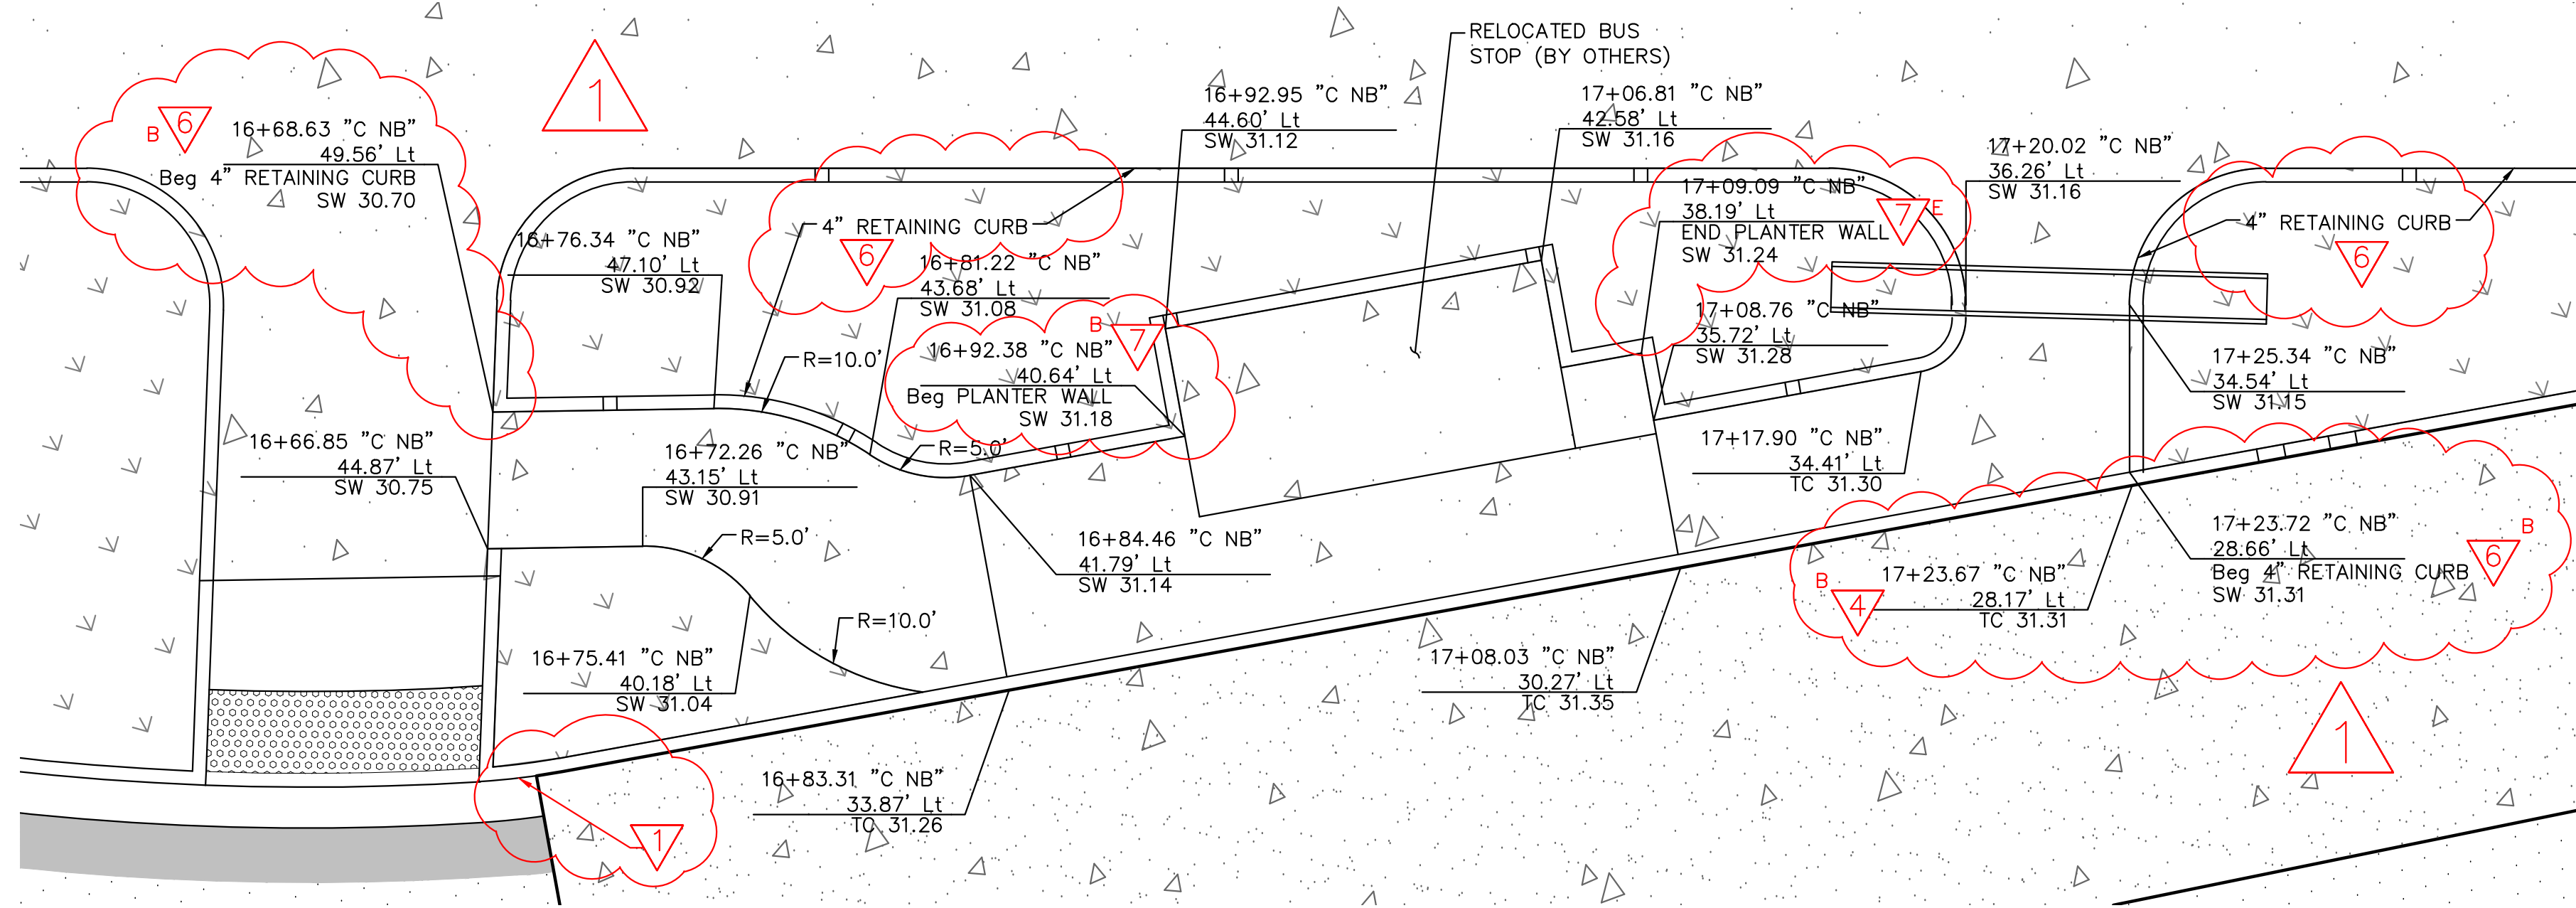 RELOCATED BUS
STOP (BY OTHERS)
1
B
6
16+68.63 "C NB"
49.56' Lt
Beg 4" RETAINING CURB
SW 30.70
16+92.95 "C NB"
44.60' Lt
SW 31.12
17+06.81 "C NB"
42.58' Lt
SW 31.16
17+20.02 "C NB"
36.26' Lt
SW 31.16
17+09.09 "C NB"
38.19' Lt
END PLANTER WALL
SW 31.24
7
E
4" RETAINING CURB
6
4" RETAINING CURB
6
16+76.34 "C NB"
47.10' Lt
SW 30.92
16+81.22 "C NB"
43.68' Lt
SW 31.08
17+08.76 "C NB"
35.72' Lt
SW 31.28
B
7
16+92.38 "C NB"
40.64' Lt
Beg PLANTER WALL
SW 31.18
R=10.0'
17+25.34 "C NB"
34.54' Lt
SW 31.15
16+66.85 "C NB"
44.87' Lt
SW 30.75
16+72.26 "C NB"
43.15' Lt
SW 30.91
R=5.0'
17+17.90 "C NB"
34.41' Lt
TC 31.30
R=5.0'
16+84.46 "C NB"
41.79' Lt
SW 31.14
17+23.72 "C NB"
28.66' Lt
Beg 4" RETAINING CURB
SW 31.31
B
6
B
4
17+23.67 "C NB"
28.17' Lt
TC 31.31
R=10.0'
16+75.41 "C NB"
40.18' Lt
SW 31.04
17+08.03 "C NB"
30.27' Lt
TC 31.35
1
16+83.31 "C NB"
33.87' Lt
TC 31.26
1